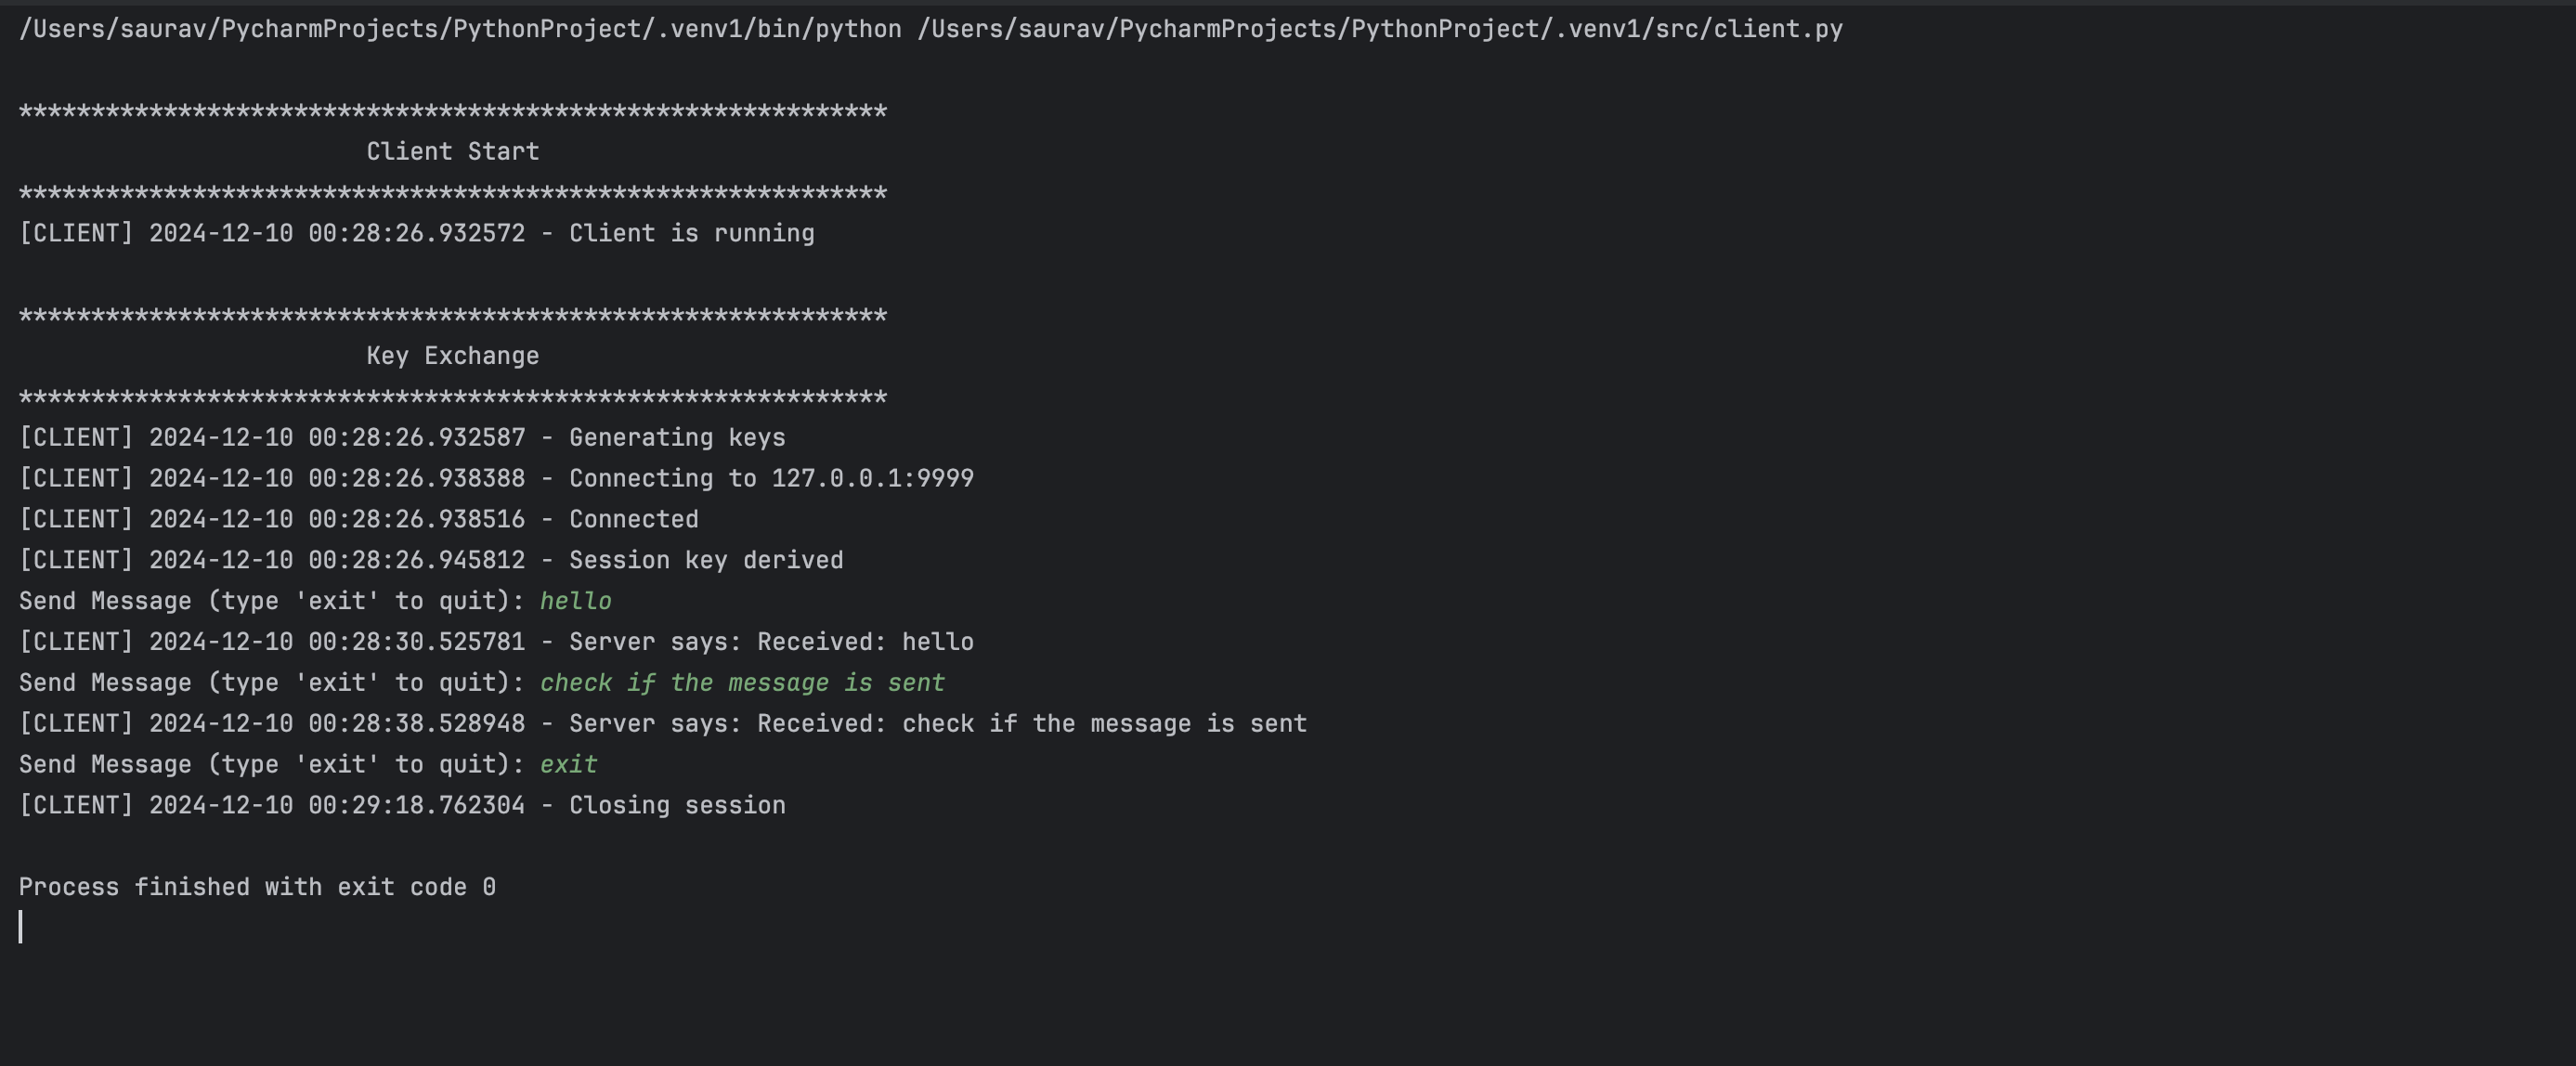 /Users/saurav/PycharmProjects/PythonProject/.venv1/bin/python /Users/saurav/PycharmProjects/PythonProject/.venv1/src/client.py
************************************************************
Client Start
************************************************************
[CLIENT] 2024-12-10 00:28:26.932572 - Client is running
************************************************************
Key Exchange
************************************************************
[CLIENT] 2024-12-10 00:28:26.932587 - Generating keys
[CLIENT] 2024-12-10 00:28:26.938388 - Connecting to 127.0.0.1:9999
[CLIENT] 2024-12-10 00:28:26.938516 - Connected
[CLIENT] 2024-12-10 00:28:26.945812 - Session key derived
Send Message (type 'exit' to quit): hello
[CLIENT] 2024-12-10 00:28:30.525781 - Server says: Received: hello
Send Message (type 'exit' to quit): check if the message is sent
[CLIENT] 2024-12-10 00:28:38.528948 - Server says: Received: check if the message is sent
Send Message (type 'exit' to quit): exit
[CLIENT] 2024-12-10 00:29:18.762304 - Closing session
Process finished with exit code 0